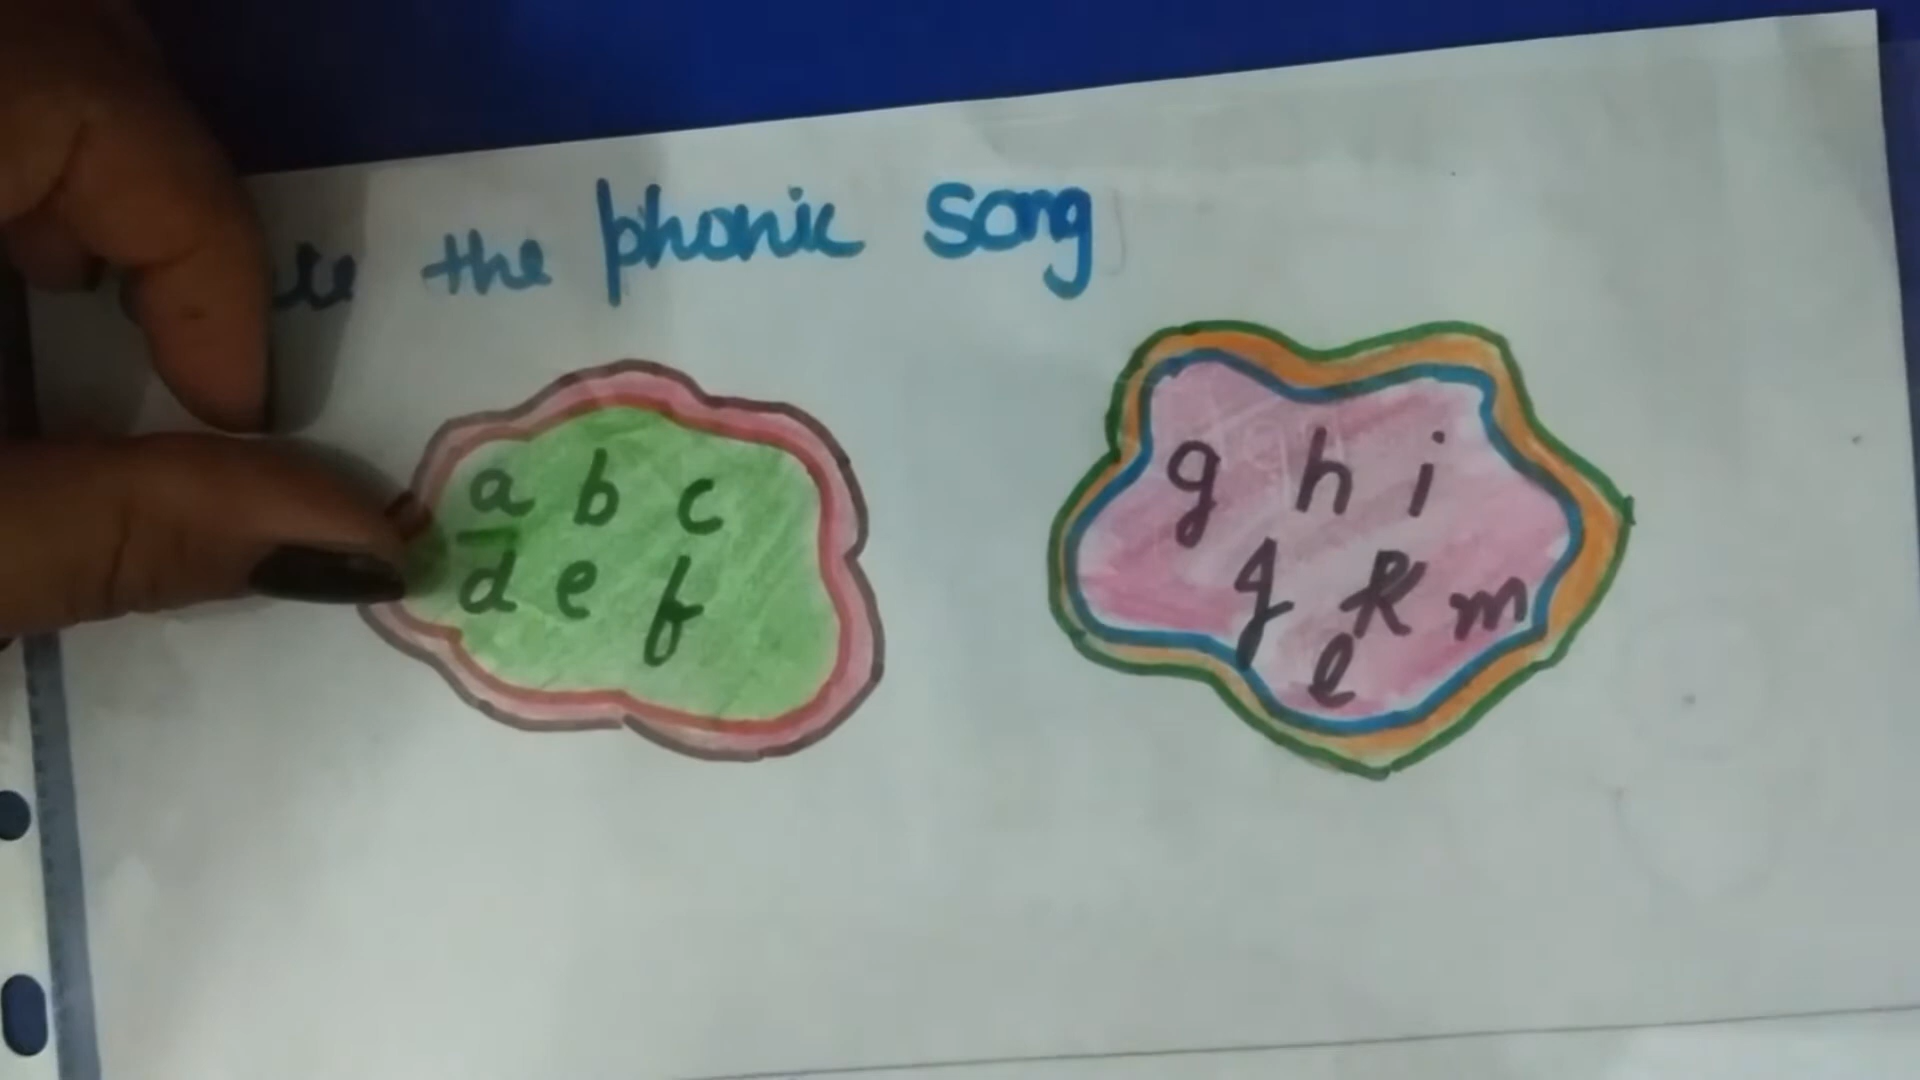 the phonic song
a b c
d e f
g h i
j k m
l